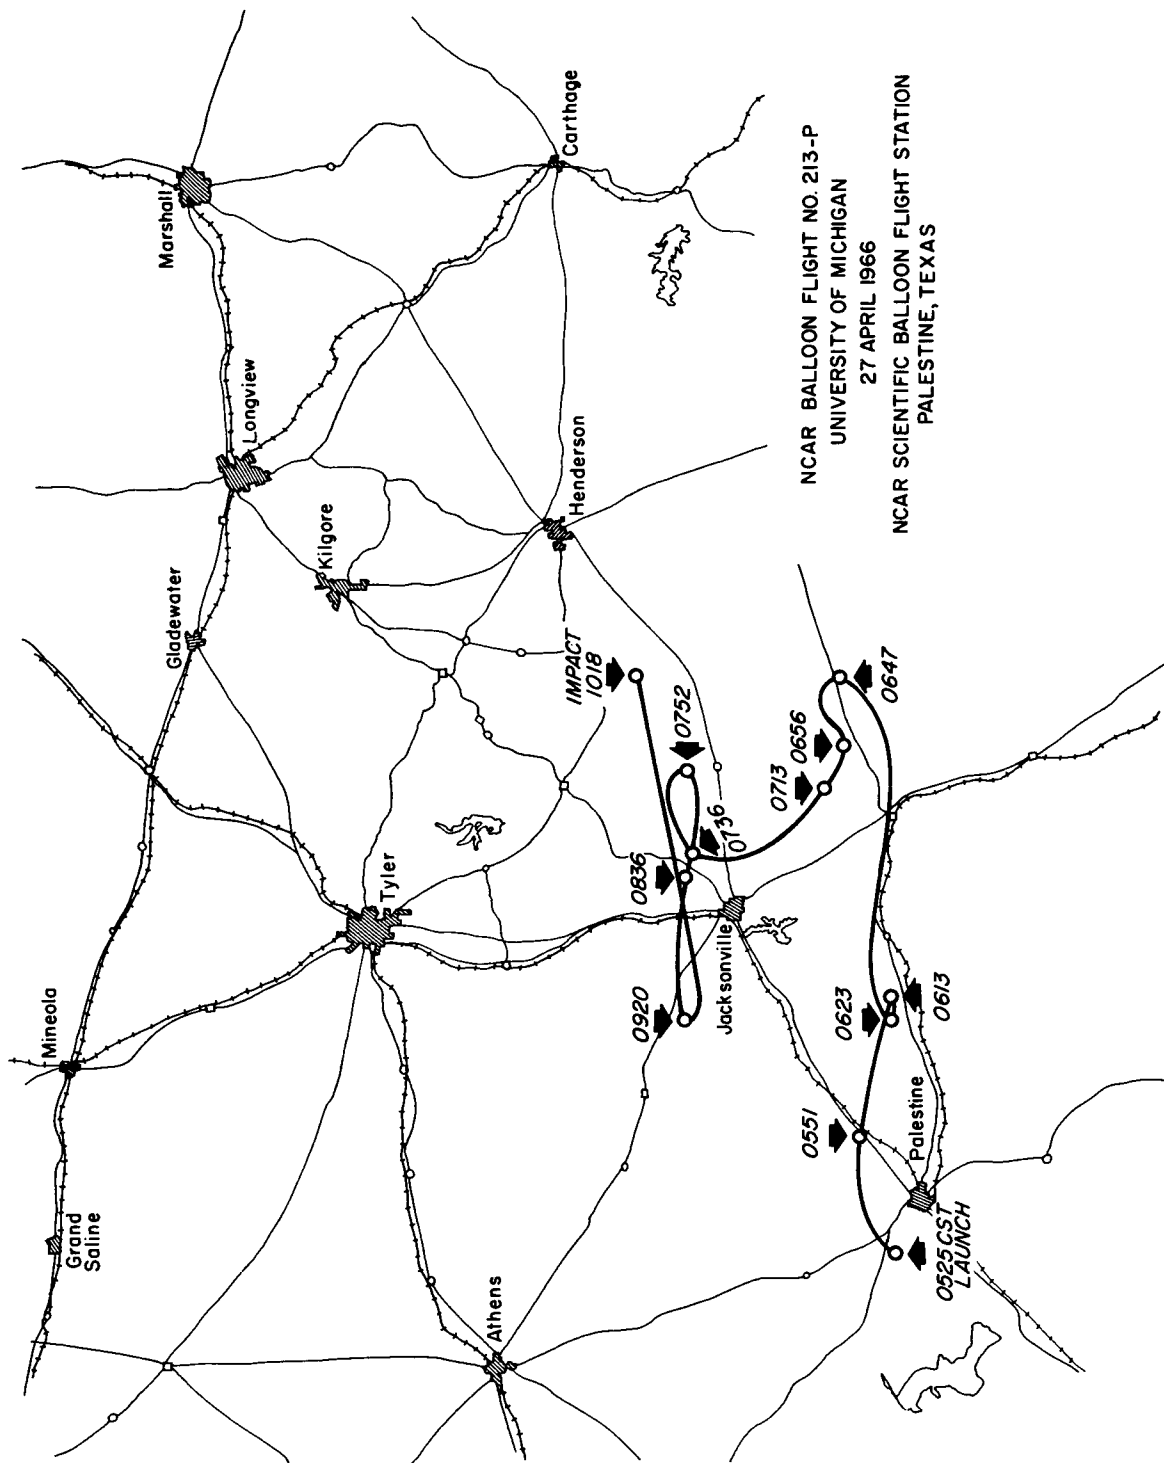 Grand
Saline
Mineola
Gladewater
Longview
Marshall
Athens
Tyler
Kilgore
Henderson
Carthage
Jacksonville
Palestine
0525 CST
LAUNCH
0551
0623
0613
0647
0656
0713
0736
0752
0836
0920
IMPACT
1018
NCAR BALLOON FLIGHT NO. 213-P
UNIVERSITY OF MICHIGAN
27 APRIL 1966
NCAR SCIENTIFIC BALLOON FLIGHT STATION
PALESTINE, TEXAS